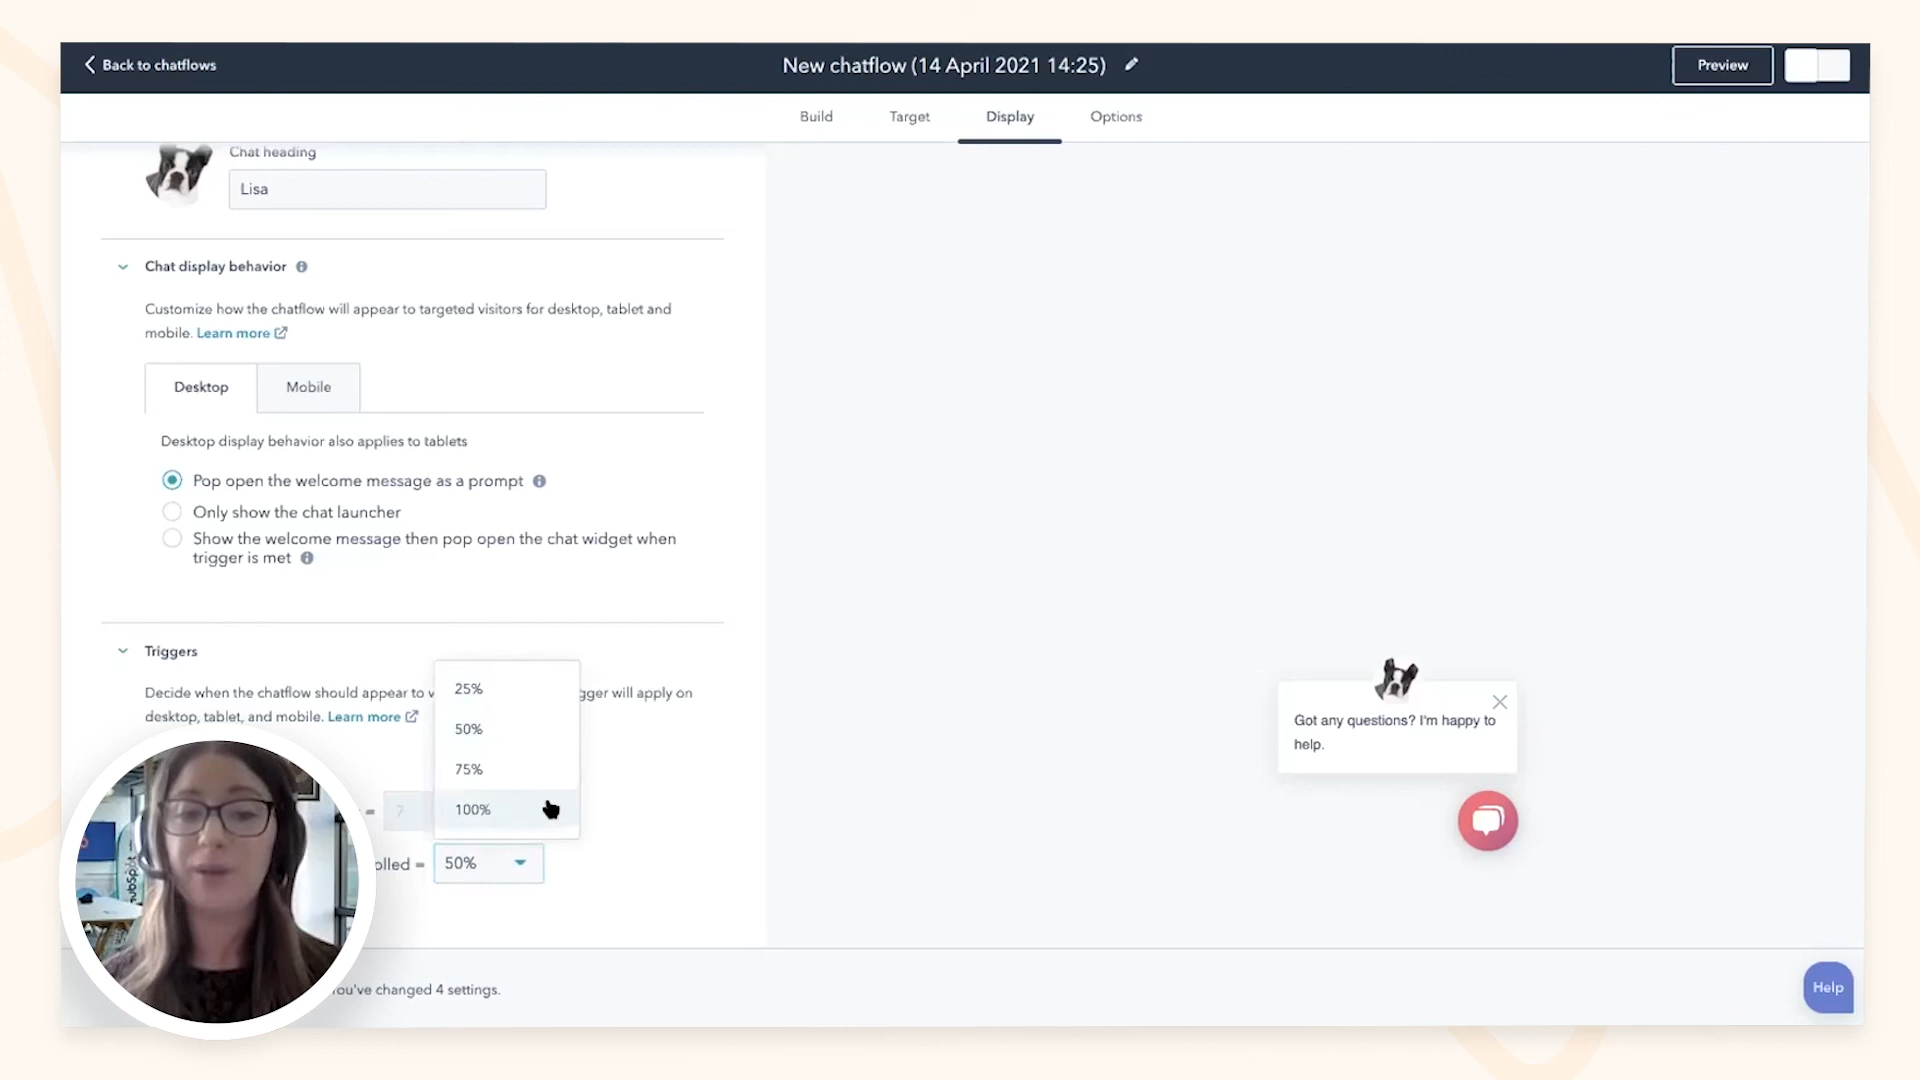 Back to chatflows
New chatflow (14 April 2021 14:25)
Preview
Build
Target
Display
Options
Chat heading
Lisa
Chat display behavior
Customize how the chatflow will appear to targeted visitors for desktop, tablet and
mobile. Learn more
Desktop
Mobile
Desktop display behavior also applies to tablets
Pop open the welcome message as a prompt
Only show the chat launcher
Show the welcome message then pop open the chat widget when
trigger is met
Triggers
Decide when the chatflow should appear to v
gger will apply on
desktop, tablet, and mobile. Learn more
25%
50%
75%
100%
= 7
olled = 50%
Got any questions? I'm happy to
help.
HubSpot
ou've changed 4 settings.
Help